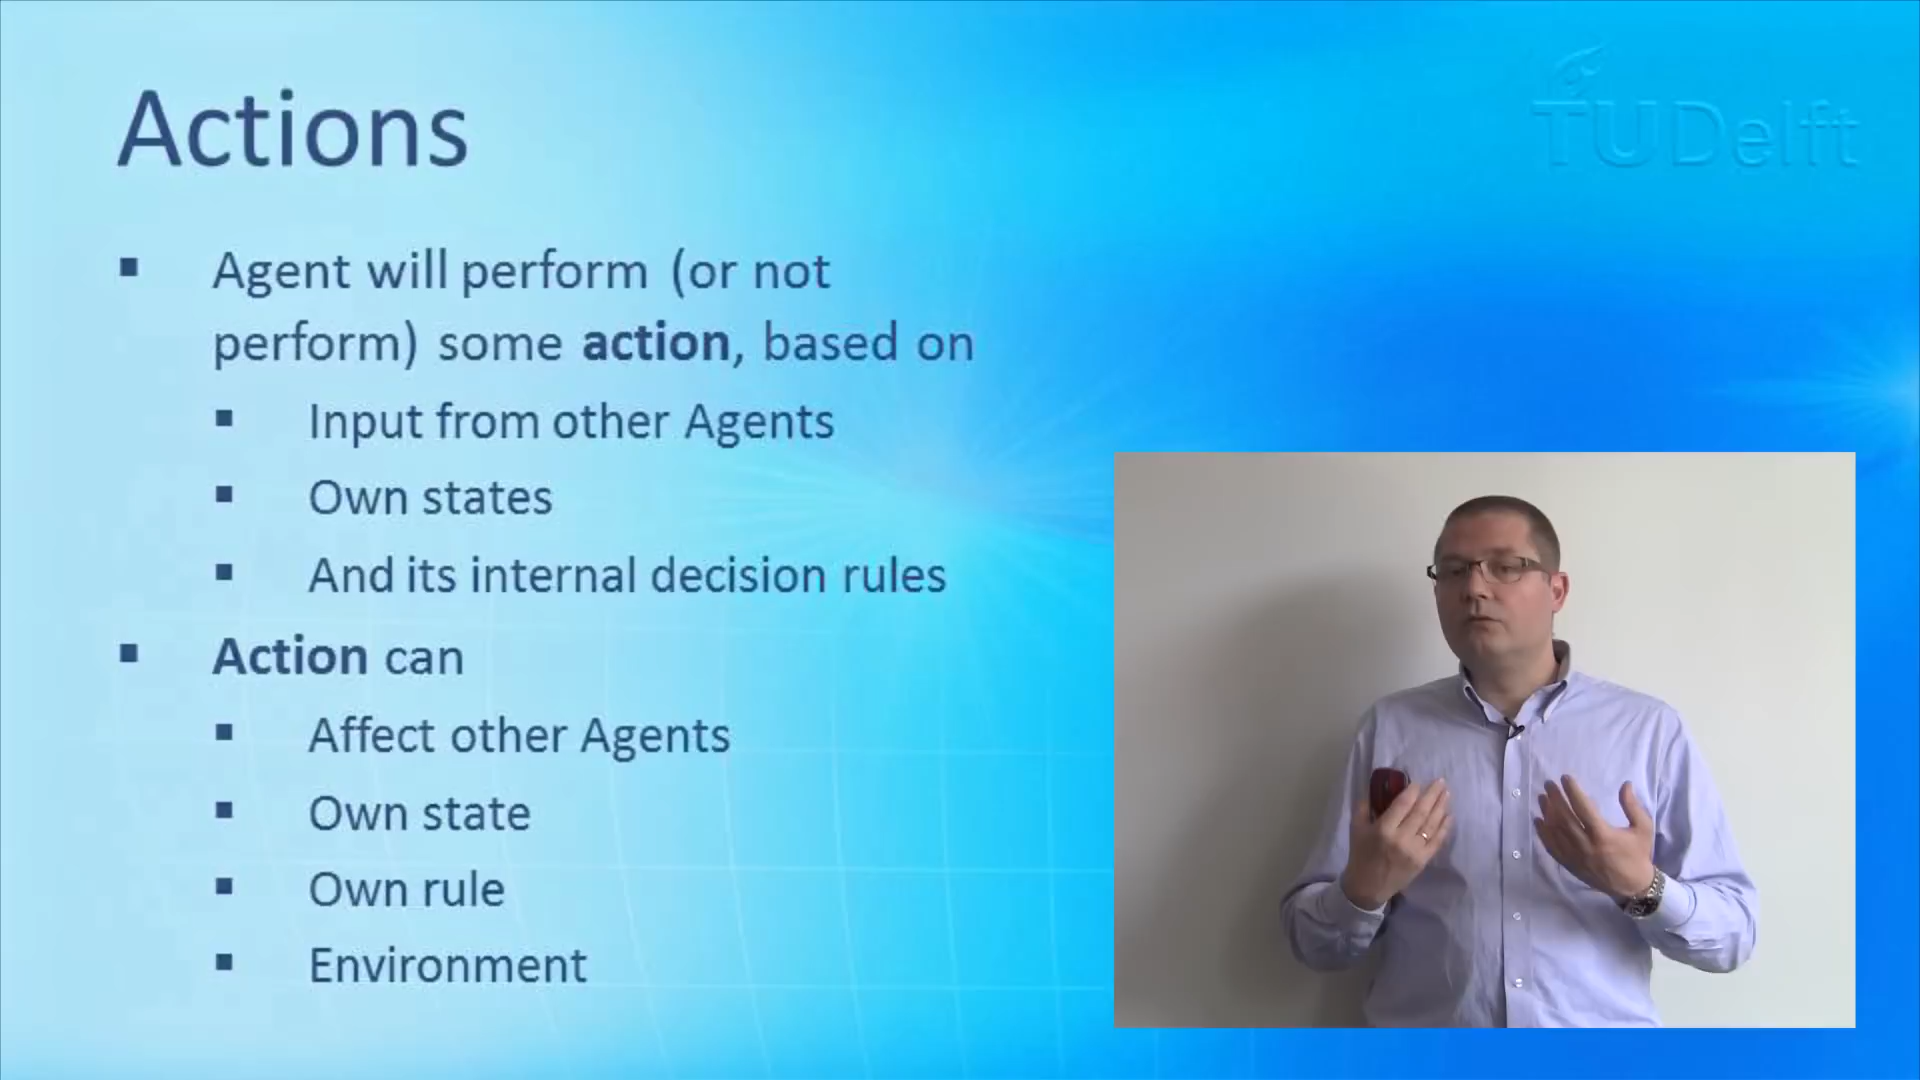 Actions
TUDelft
Agent will perform (or not
perform) some action, based on
Input from other Agents
Own states
And its internal decision rules
Action can
Affect other Agents
Own state
Own rule
Environment